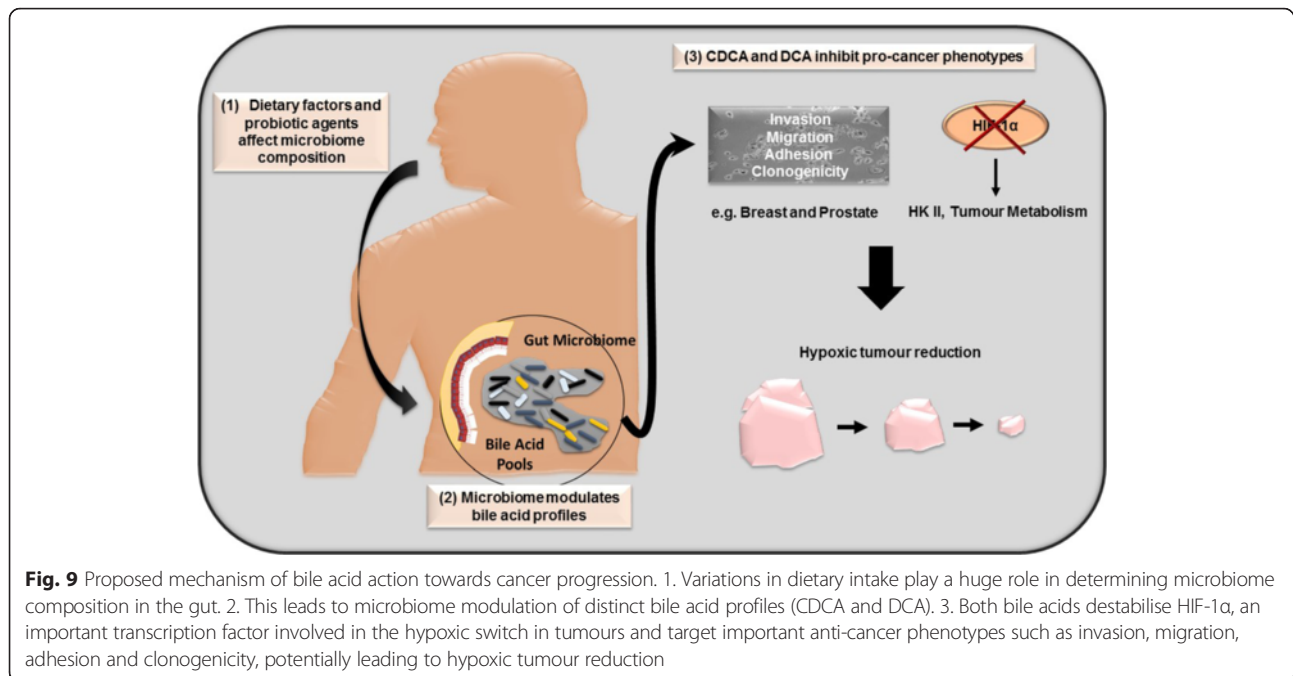 (1) Dietary factors and
probiotic agents
affect microbiome
composition
Gut Microbiome
Bile Acid
Pools
(2) Microbiome modulates
bile acid profiles
(3) CDCA and DCA inhibit pro-cancer phenotypes
Invasion
Migration
Adhesion
Clonogenicity
e.g. Breast and Prostate
HIF-1α
HK II, Tumour Metabolism
Hypoxic tumour reduction
Fig. 9 Proposed mechanism of bile acid action towards cancer progression. 1. Variations in dietary intake play a huge role in determining microbiome
composition in the gut. 2. This leads to microbiome modulation of distinct bile acid profiles (CDCA and DCA). 3. Both bile acids destabilise HIF-1α, an
important transcription factor involved in the hypoxic switch in tumours and target important anti-cancer phenotypes such as invasion, migration,
adhesion and clonogenicity, potentially leading to hypoxic tumour reduction